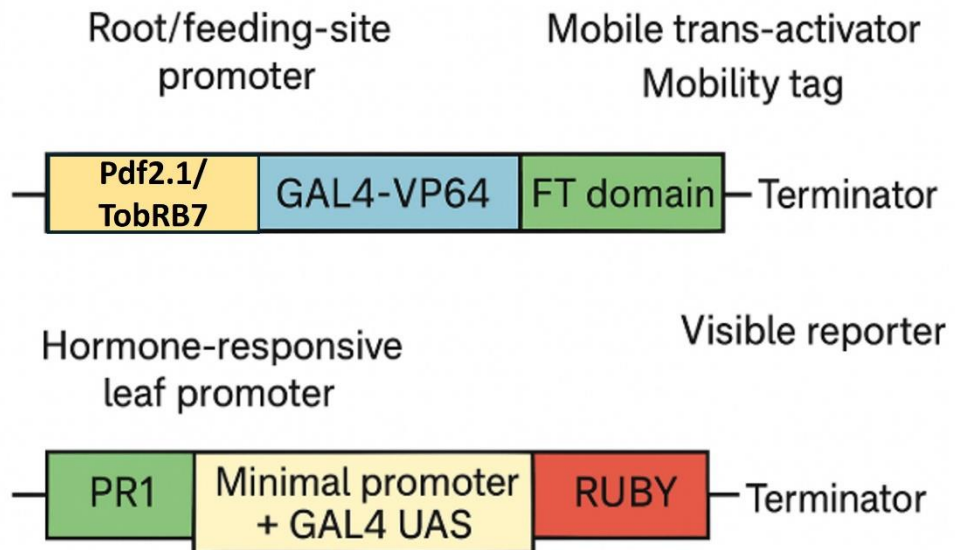 Root/feeding-site
promoter
Mobile trans-activator
Mobility tag
Pdf2.1/
TobRB7
GAL4-VP64
FT domain
Terminator
Hormone-responsive
leaf promoter
Visible reporter
PR1
Minimal promoter
+ GAL4 UAS
RUBY
Terminator